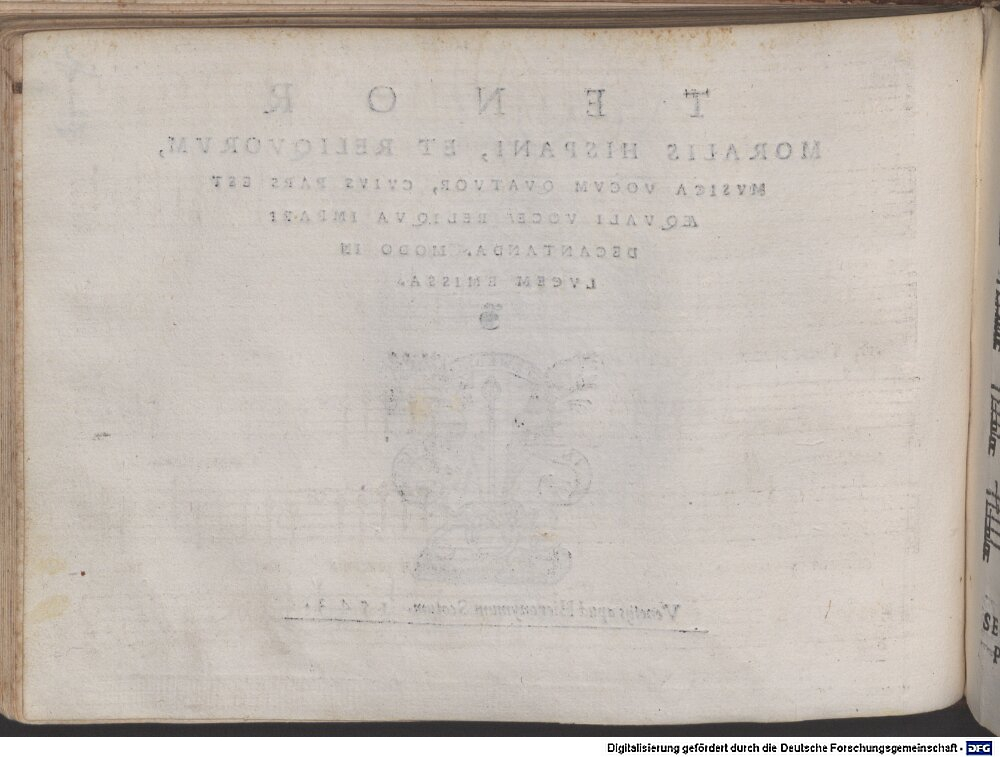 TENOR
MORALIS HISPANI, ET RELIQVORVM,
MVSICA VOCVM QVATVOR, CVIVS PARS EST
ÆQVALI VOCE, RELIQVA IMPARI
DECANTANDA, MODO IN
LVCEM EMISSA.
Venetijs apud Hieronymum Scotum. 1543.
Digitalisierung gefördert durch die Deutsche Forschungsgemeinschaft - DFG